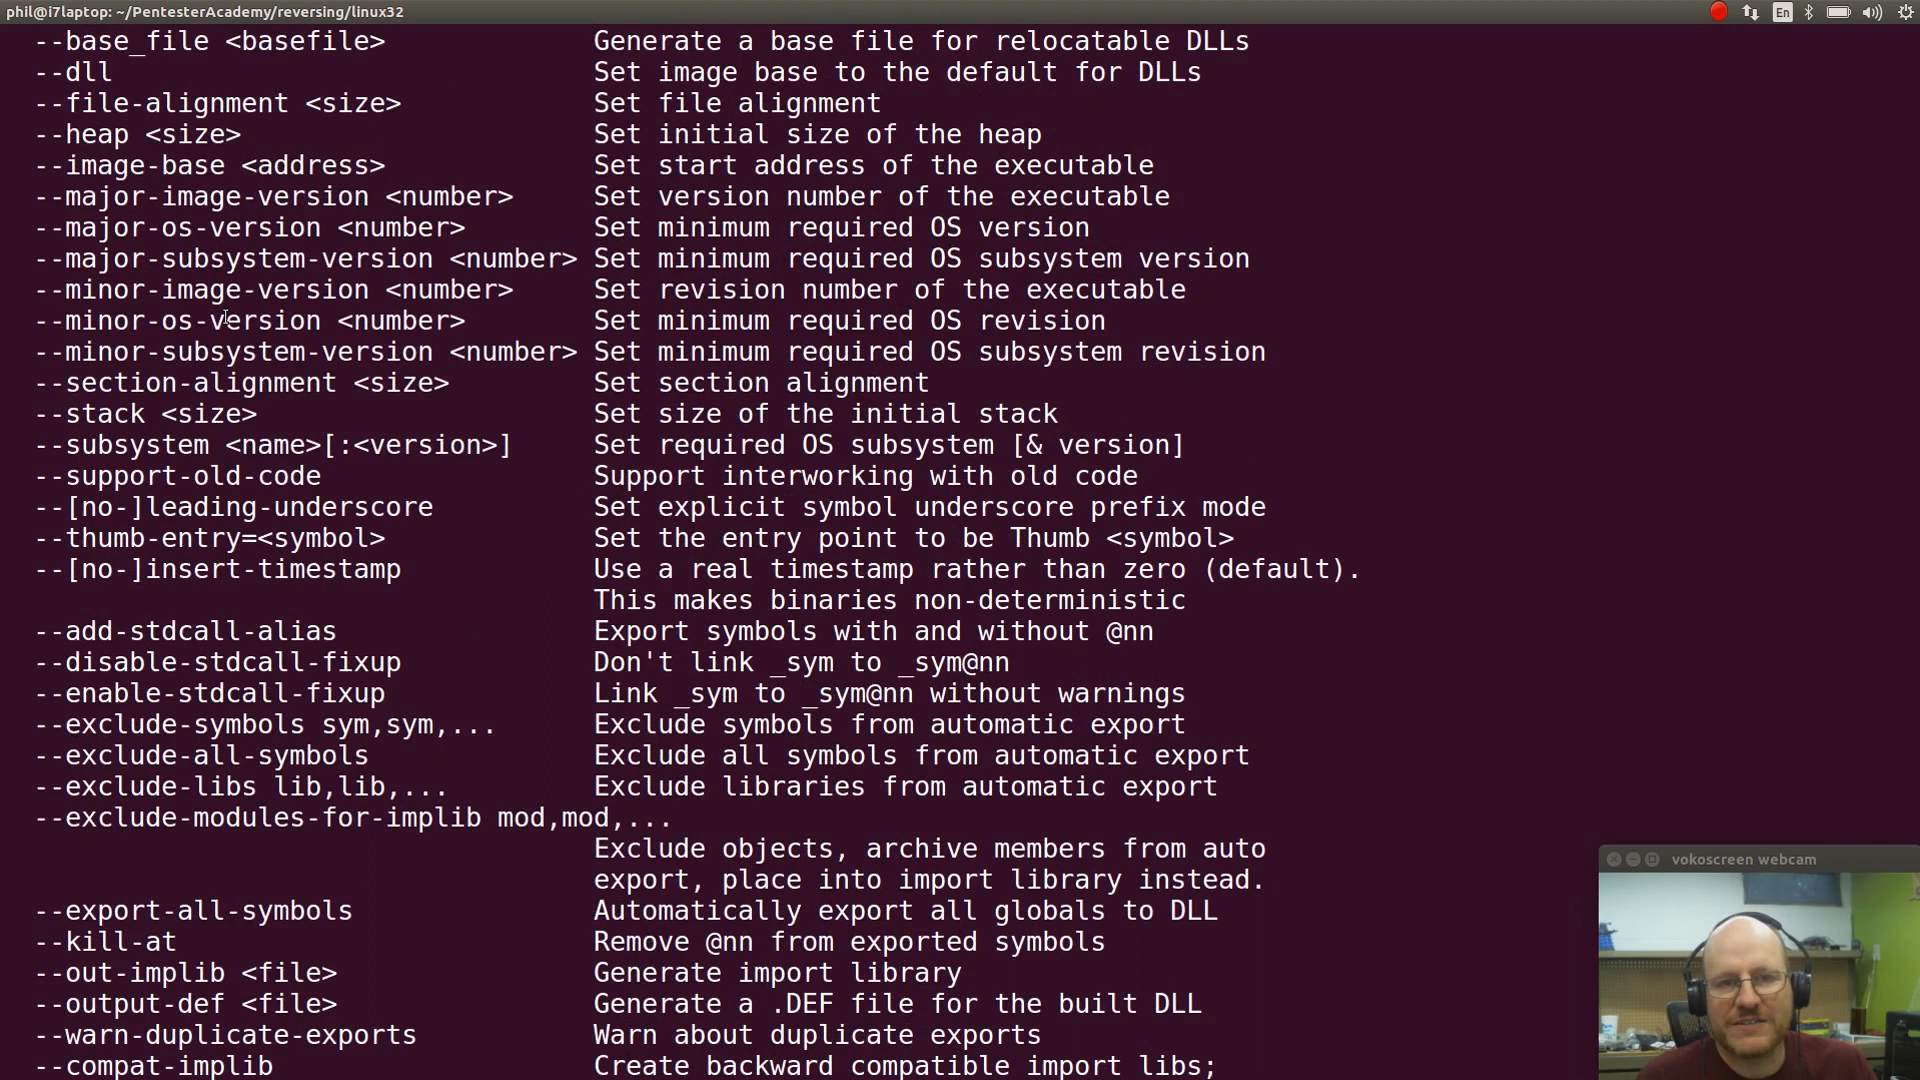 phil@i7laptop: ~/PentesterAcademy/reversing/linux32
En
--base_file <basefile> Generate a base file for relocatable DLLs
--dll Set image base to the default for DLLs
--file-alignment <size> Set file alignment
--heap <size> Set initial size of the heap
--image-base <address> Set start address of the executable
--major-image-version <number> Set version number of the executable
--major-os-version <number> Set minimum required OS version
--major-subsystem-version <number> Set minimum required OS subsystem version
--minor-image-version <number> Set revision number of the executable
--minor-os-version <number> Set minimum required OS revision
--minor-subsystem-version <number> Set minimum required OS subsystem revision
--section-alignment <size> Set section alignment
--stack <size> Set size of the initial stack
--subsystem <name>[:<version>] Set required OS subsystem [& version]
--support-old-code Support interworking with old code
--[no-]leading-underscore Set explicit symbol underscore prefix mode
--thumb-entry=<symbol> Set the entry point to be Thumb <symbol>
--[no-]insert-timestamp Use a real timestamp rather than zero (default).
This makes binaries non-deterministic
--add-stdcall-alias Export symbols with and without @nn
--disable-stdcall-fixup Don't link _sym to _sym@nn
--enable-stdcall-fixup Link _sym to _sym@nn without warnings
--exclude-symbols sym,sym,... Exclude symbols from automatic export
--exclude-all-symbols Exclude all symbols from automatic export
--exclude-libs lib,lib,... Exclude libraries from automatic export
--exclude-modules-for-implib mod,mod,...
Exclude objects, archive members from auto
export, place into import library instead.
--export-all-symbols Automatically export all globals to DLL
--kill-at Remove @nn from exported symbols
--out-implib <file> Generate import library
--output-def <file> Generate a .DEF file for the built DLL
--warn-duplicate-exports Warn about duplicate exports
--compat-implib Create backward compatible import libs;
vokoscreen webcam